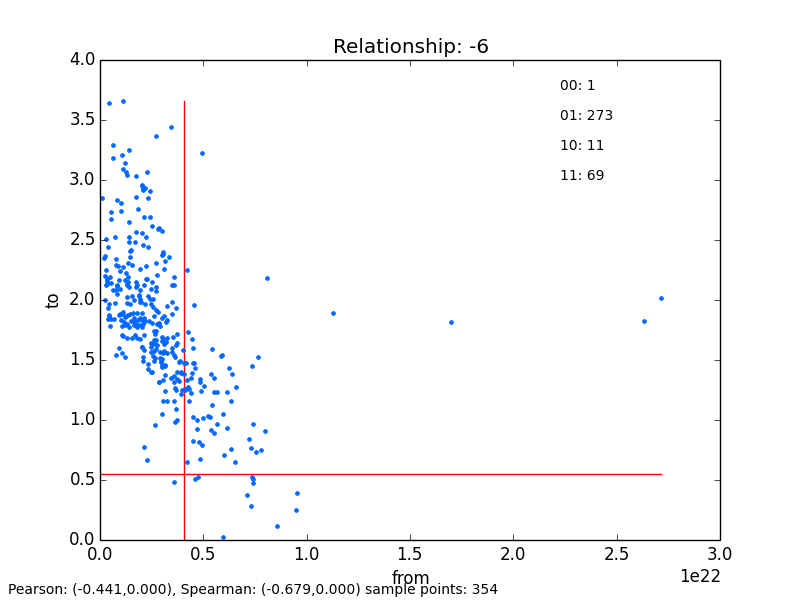 Relationship: -6
4.0
3.5
3.0
2.5
2.0
1.5
1.0
0.5
0.0
to
00: 1
01: 273
10: 11
11: 69
0.0 0.5 1.0 1.5 2.0 2.5 3.0
from
1e22
Pearson: (-0.441,0.000), Spearman: (-0.679,0.000) sample points: 354